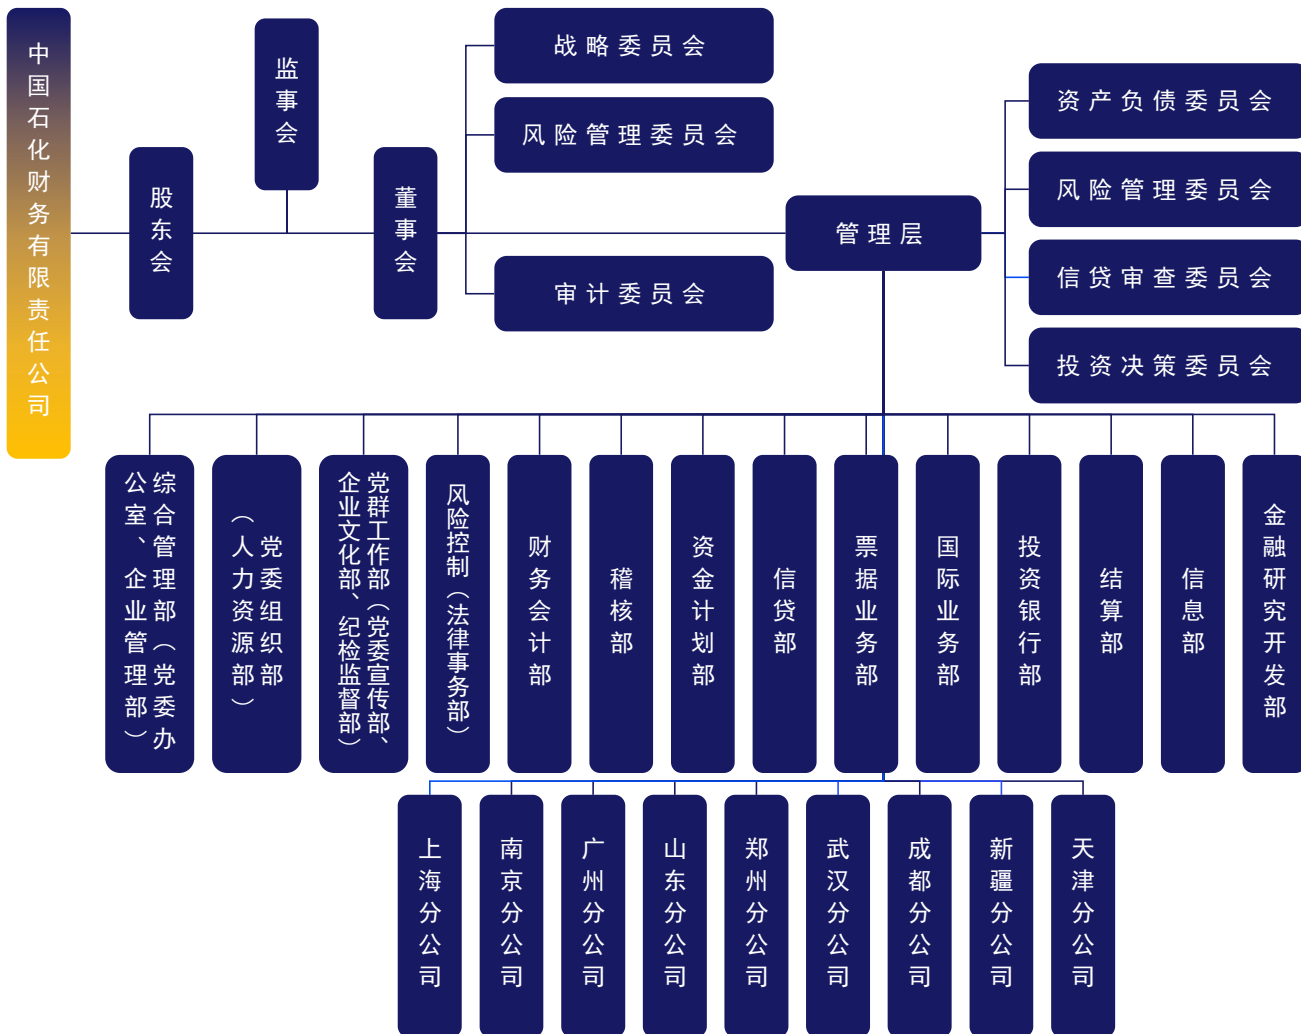 中国石化财务有限责任公司
股东会
监事会
董事会
战略委员会
风险管理委员会
审计委员会
管理层
资产负债委员会
风险管理委员会
信贷审查委员会
投资决策委员会
综合管理部（党委办
公室、企业管理部）
党委组织部
（人力资源部）
党群工作部（党委宣传部、
企业文化部、纪检监督部）
风险控制（法律事务部）
财务会计部
稽核部
资金计划部
信贷部
票据业务部
国际业务部
投资银行部
结算部
信息部
金融研究开发部
上海分公司
南京分公司
广州分公司
山东分公司
郑州分公司
武汉分公司
成都分公司
新疆分公司
天津分公司